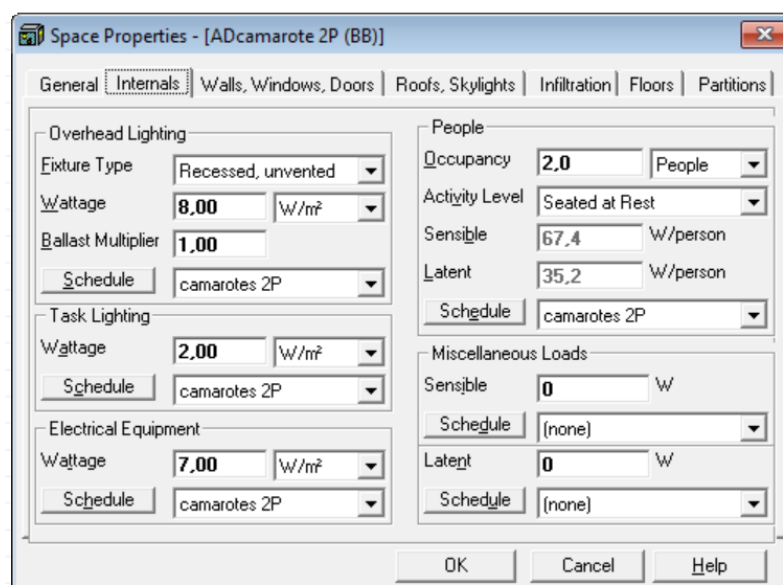 Space Properties - [ADcamarote 2P (BB)]
General Internals Walls, Windows, Doors Roofs, Skylights Infiltration Floors Partitions
Overhead Lighting
Fixture Type Recessed, unvented
Wattage 8,00 W/m²
Ballast Multiplier 1,00
Schedule camarotes 2P
Task Lighting
Wattage 2,00 W/m²
Schedule camarotes 2P
Electrical Equipment
Wattage 7,00 W/m²
Schedule camarotes 2P
People
Occupancy 2,0 People
Activity Level Seated at Rest
Sensible 67,4 W/person
Latent 35,2 W/person
Schedule camarotes 2P
Miscellaneous Loads
Sensible 0 W
Schedule (none)
Latent 0 W
Schedule (none)
OK Cancel Help